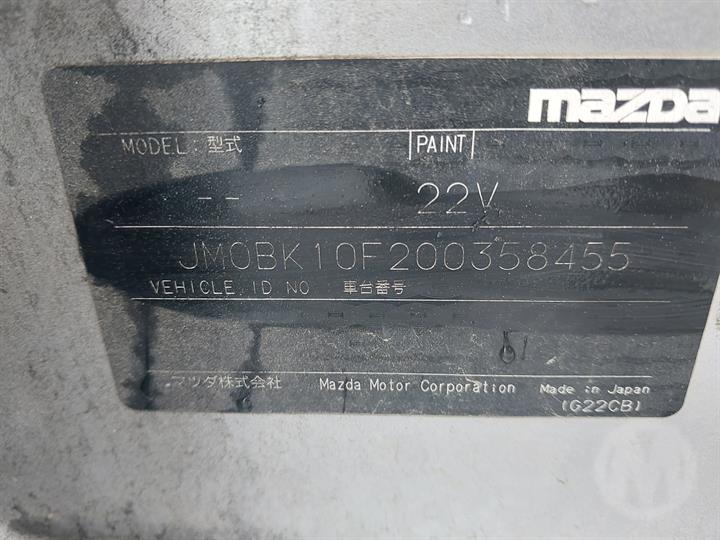 mazda
MODEL:型式 PAINT
-- 22V
JM0BK10F200358455
VEHICLE ID NO 車台番号
61
マツダ株式会社 Mazda Motor Corporation Made in Japan
(G22CB)
M